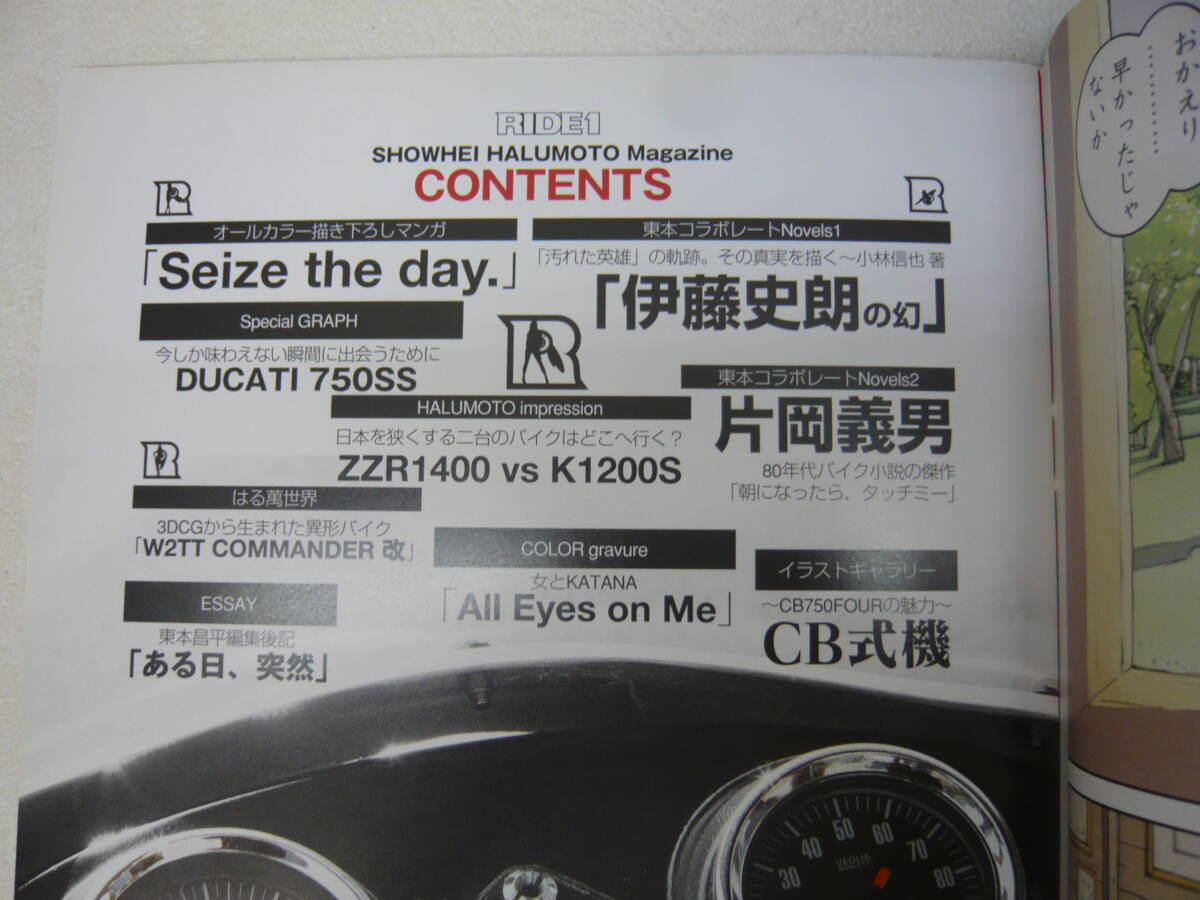 RIDE1
SHOWHEI HALUMOTO Magazine
CONTENTS
オールカラー描き下ろしマンガ
「Seize the day.」
Special GRAPH
今しか味わえない瞬間に出会うために
DUCATI 750SS
HALUMOTO impression
日本を狭くする二台のバイクはどこへ行く?
ZZR1400 vs K1200S
はる萬世界
3DCGから生まれた異形バイク
「W2TT COMMANDER 改」
ESSAY
東本昌平編集後記
「ある日、突然」
COLOR gravure
女とKATANA
「All Eyes on Me」
東本コラボレートNovels1
「汚れた英雄」の軌跡。その真実を描く~小林信也 著
「伊藤史朗の幻」
東本コラボレートNovels2
片岡義男
80年代バイク小説の傑作
「朝になったら、タッチミー」
イラストギャラリー
~CB750FOURの魅力~
CB式機
おかえり
…………
早かったじゃ
ないか
30
40
50
60
70
80
VEGLIA